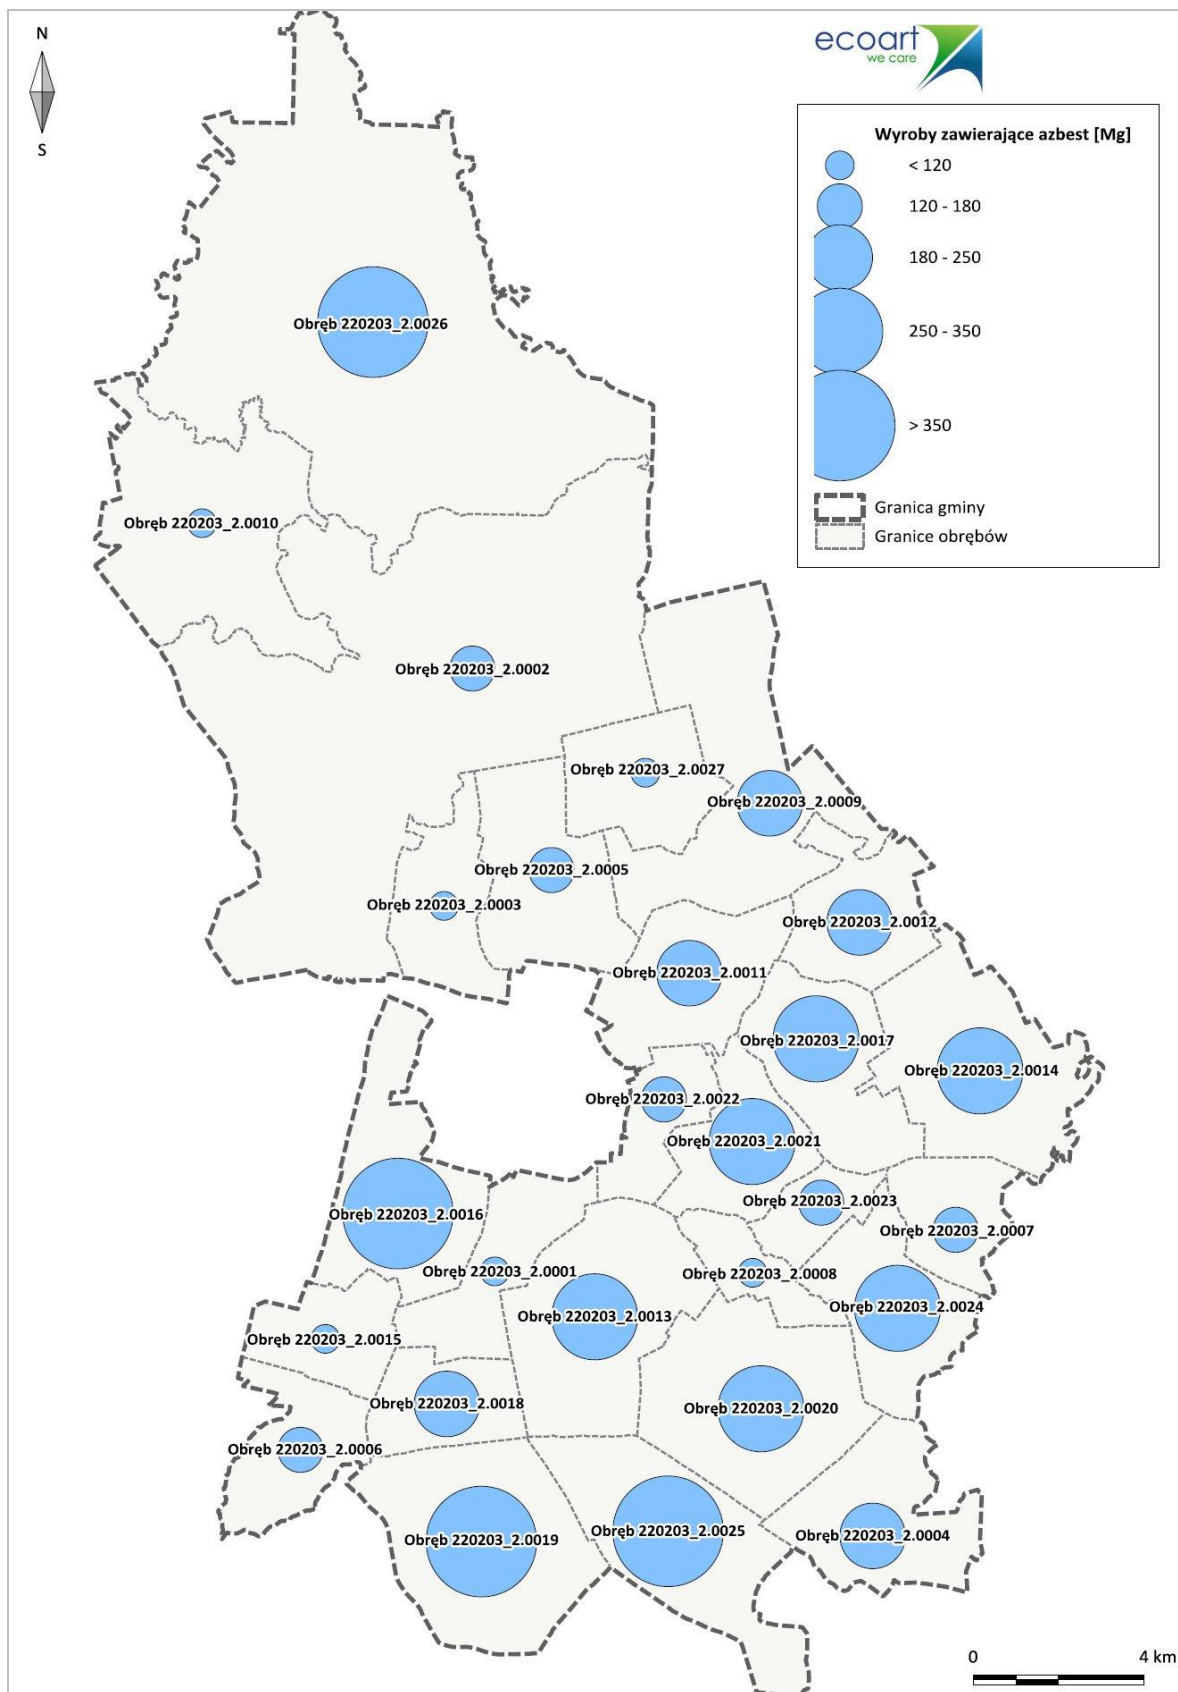 N
S
ecoart
we care
Wyroby zawierające azbest [Mg]
< 120
120 - 180
180 - 250
250 - 350
> 350
Granica gminy
Granice obrębów
Obręb 220203_2.0026
Obręb 220203_2.0010
Obręb 220203_2.0002
Obręb 220203_2.0027
Obręb 220203_2.0009
Obręb 220203_2.0005
Obręb 220203_2.0003
Obręb 220203_2.0012
Obręb 220203_2.0011
Obręb 220203_2.0017
Obręb 220203_2.0014
Obręb 220203_2.0022
Obręb 220203_2.0021
Obręb 220203_2.0023
Obręb 220203_2.0016
Obręb 220203_2.0007
Obręb 220203_2.0001
Obręb 220203_2.0008
Obręb 220203_2.0024
Obręb 220203_2.0013
Obręb 220203_2.0015
Obręb 220203_2.0018
Obręb 220203_2.0020
Obręb 220203_2.0006
Obręb 220203_2.0025
Obręb 220203_2.0004
Obręb 220203_2.0019
0 4 km